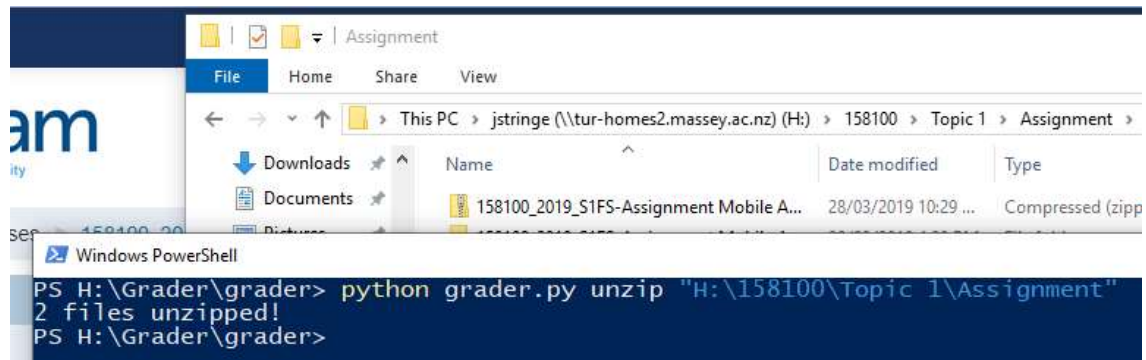 Assignment
File Home Share View
am
ity
This PC > jstringe (\\tur-homes2.massey.ac.nz) (H:) > 158100 > Topic 1 > Assignment >
Name Date modified Type
Downloads
Documents
158100_2019_S1FS-Assignment Mobile A... 28/03/2019 10:29 ... Compressed (zipp
Windows PowerShell
PS H:\Grader\grader> python grader.py unzip "H:\158100\Topic 1\Assignment"
2 files unzipped!
PS H:\Grader\grader>